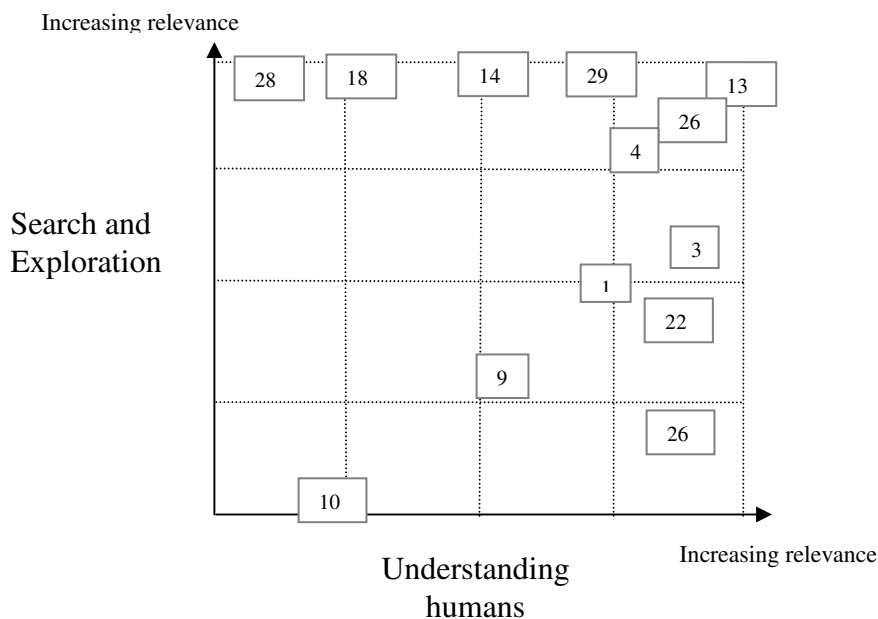 Increasing relevance
28
18
14
29
13
26
4
Search and
Exploration
3
1
22
9
26
10
Increasing relevance
Understanding
humans